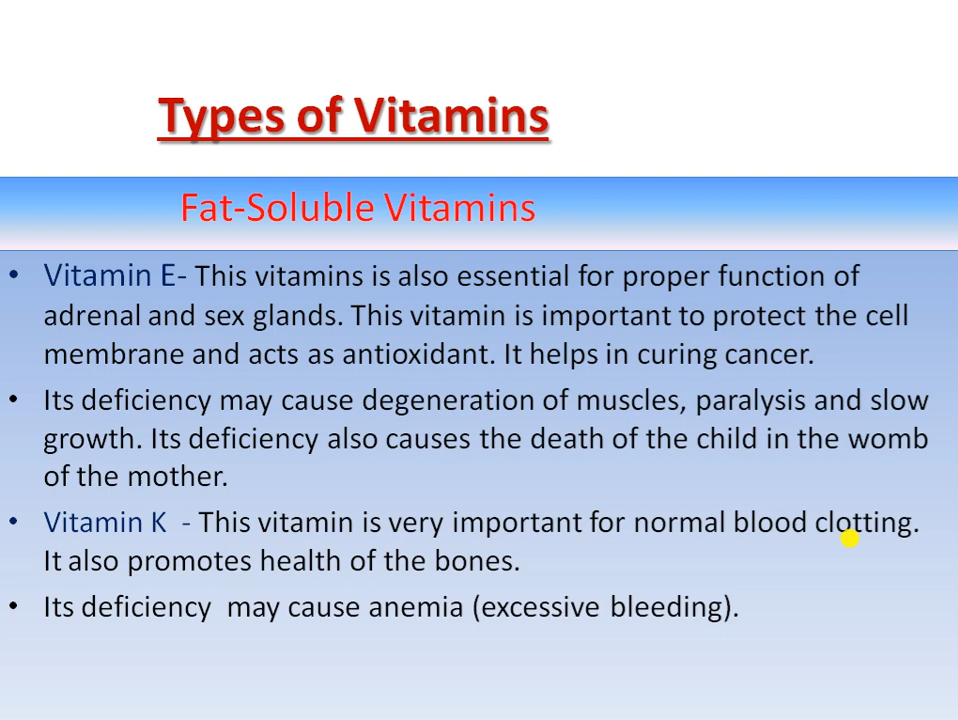 Types of Vitamins
Fat-Soluble Vitamins
• Vitamin E- This vitamins is also essential for proper function of
adrenal and sex glands. This vitamin is important to protect the cell
membrane and acts as antioxidant. It helps in curing cancer.
• Its deficiency may cause degeneration of muscles, paralysis and slow
growth. Its deficiency also causes the death of the child in the womb
of the mother.
• Vitamin K - This vitamin is very important for normal blood clotting.
It also promotes health of the bones.
• Its deficiency may cause anemia (excessive bleeding).